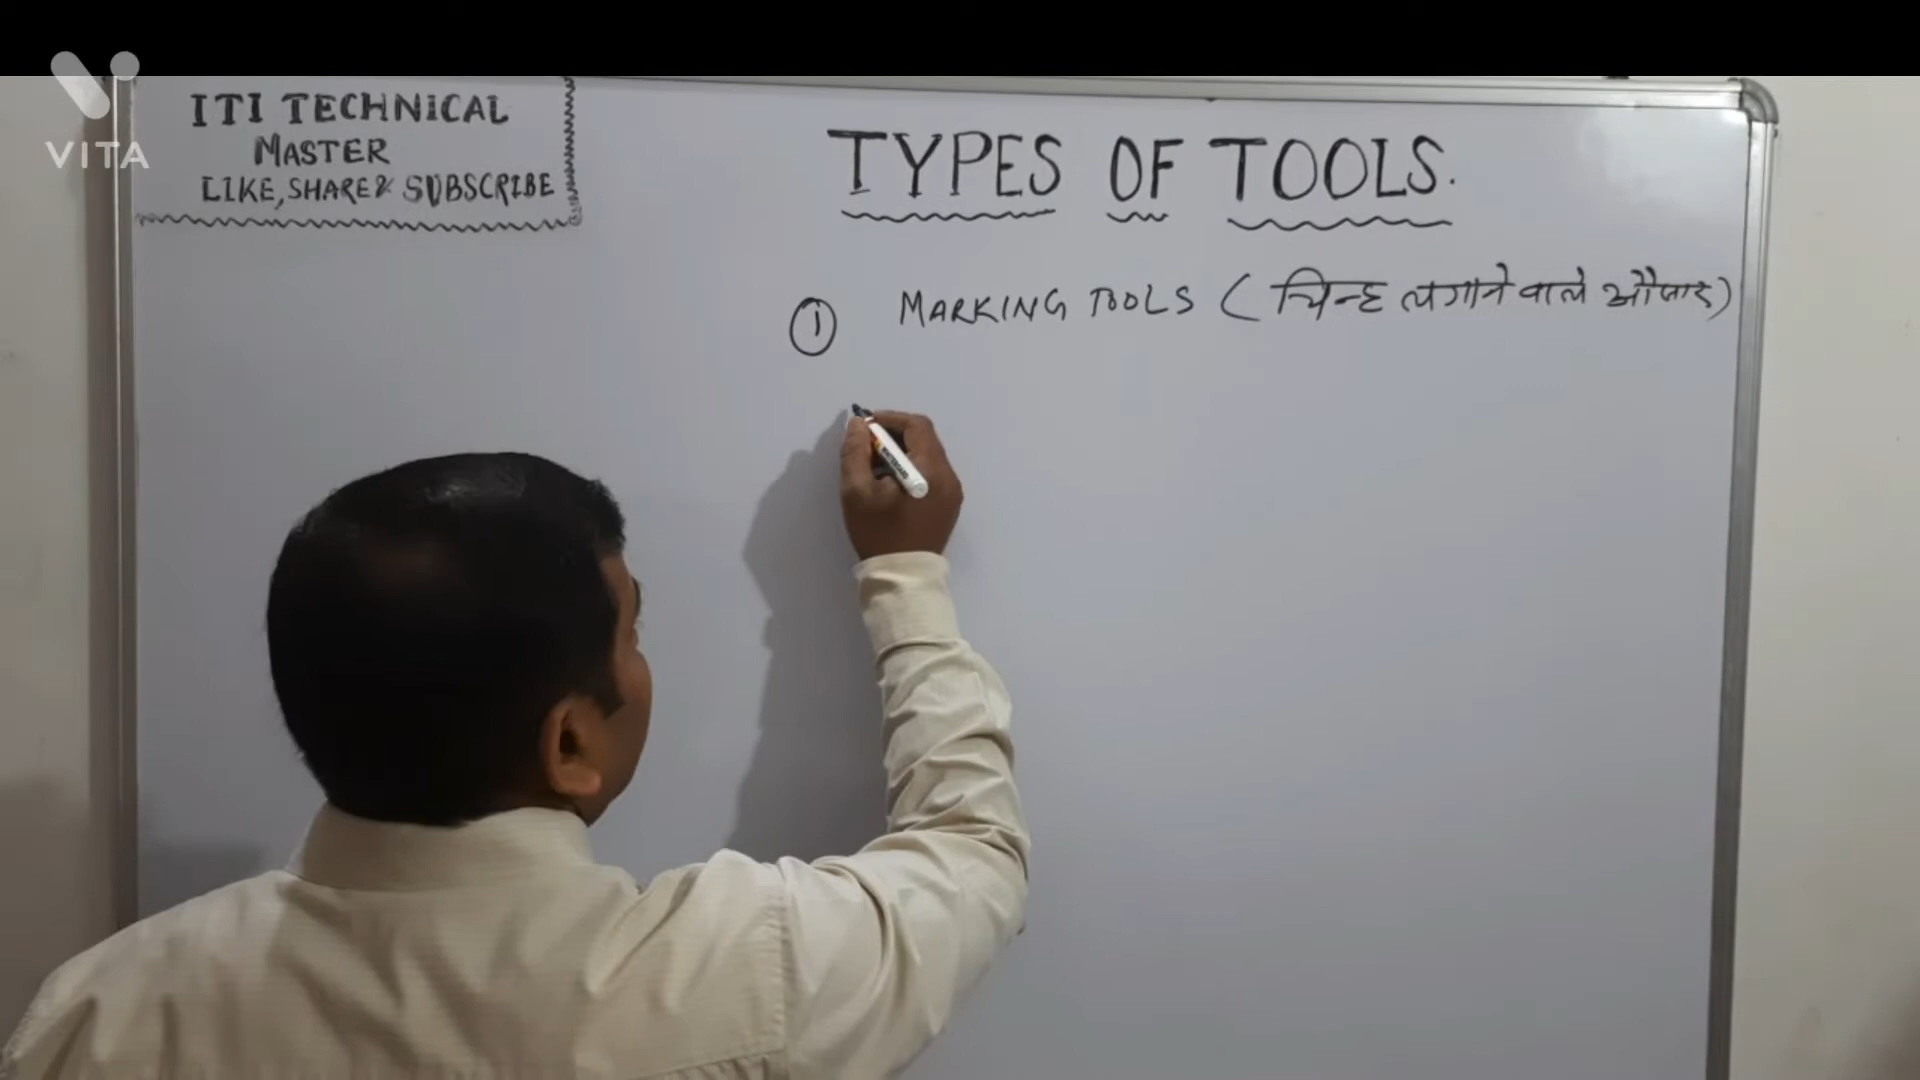 VITA
ITI TECHNICAL
MASTER
LIKE, SHARE & SUBSCRIBE
TYPES OF TOOLS.
① MARKING TOOLS (चिन्ह लगाने वाले औजार)